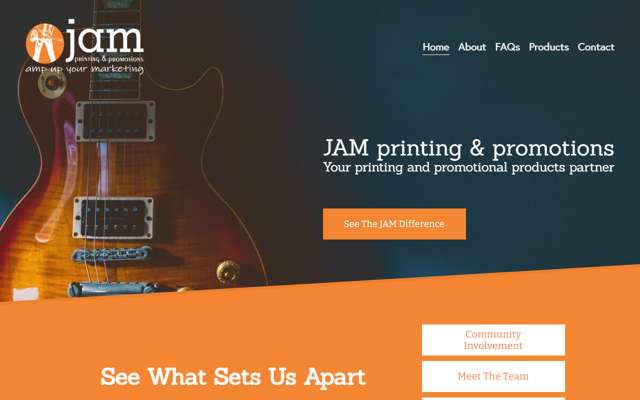 jam
PRINTING & PROMOTIONS
amp up your marketing
Home About FAQs Products Contact
JAM printing & promotions
Your printing and promotional products partner
See The JAM Difference
Community
Involvement
See What Sets Us Apart
Meet The Team